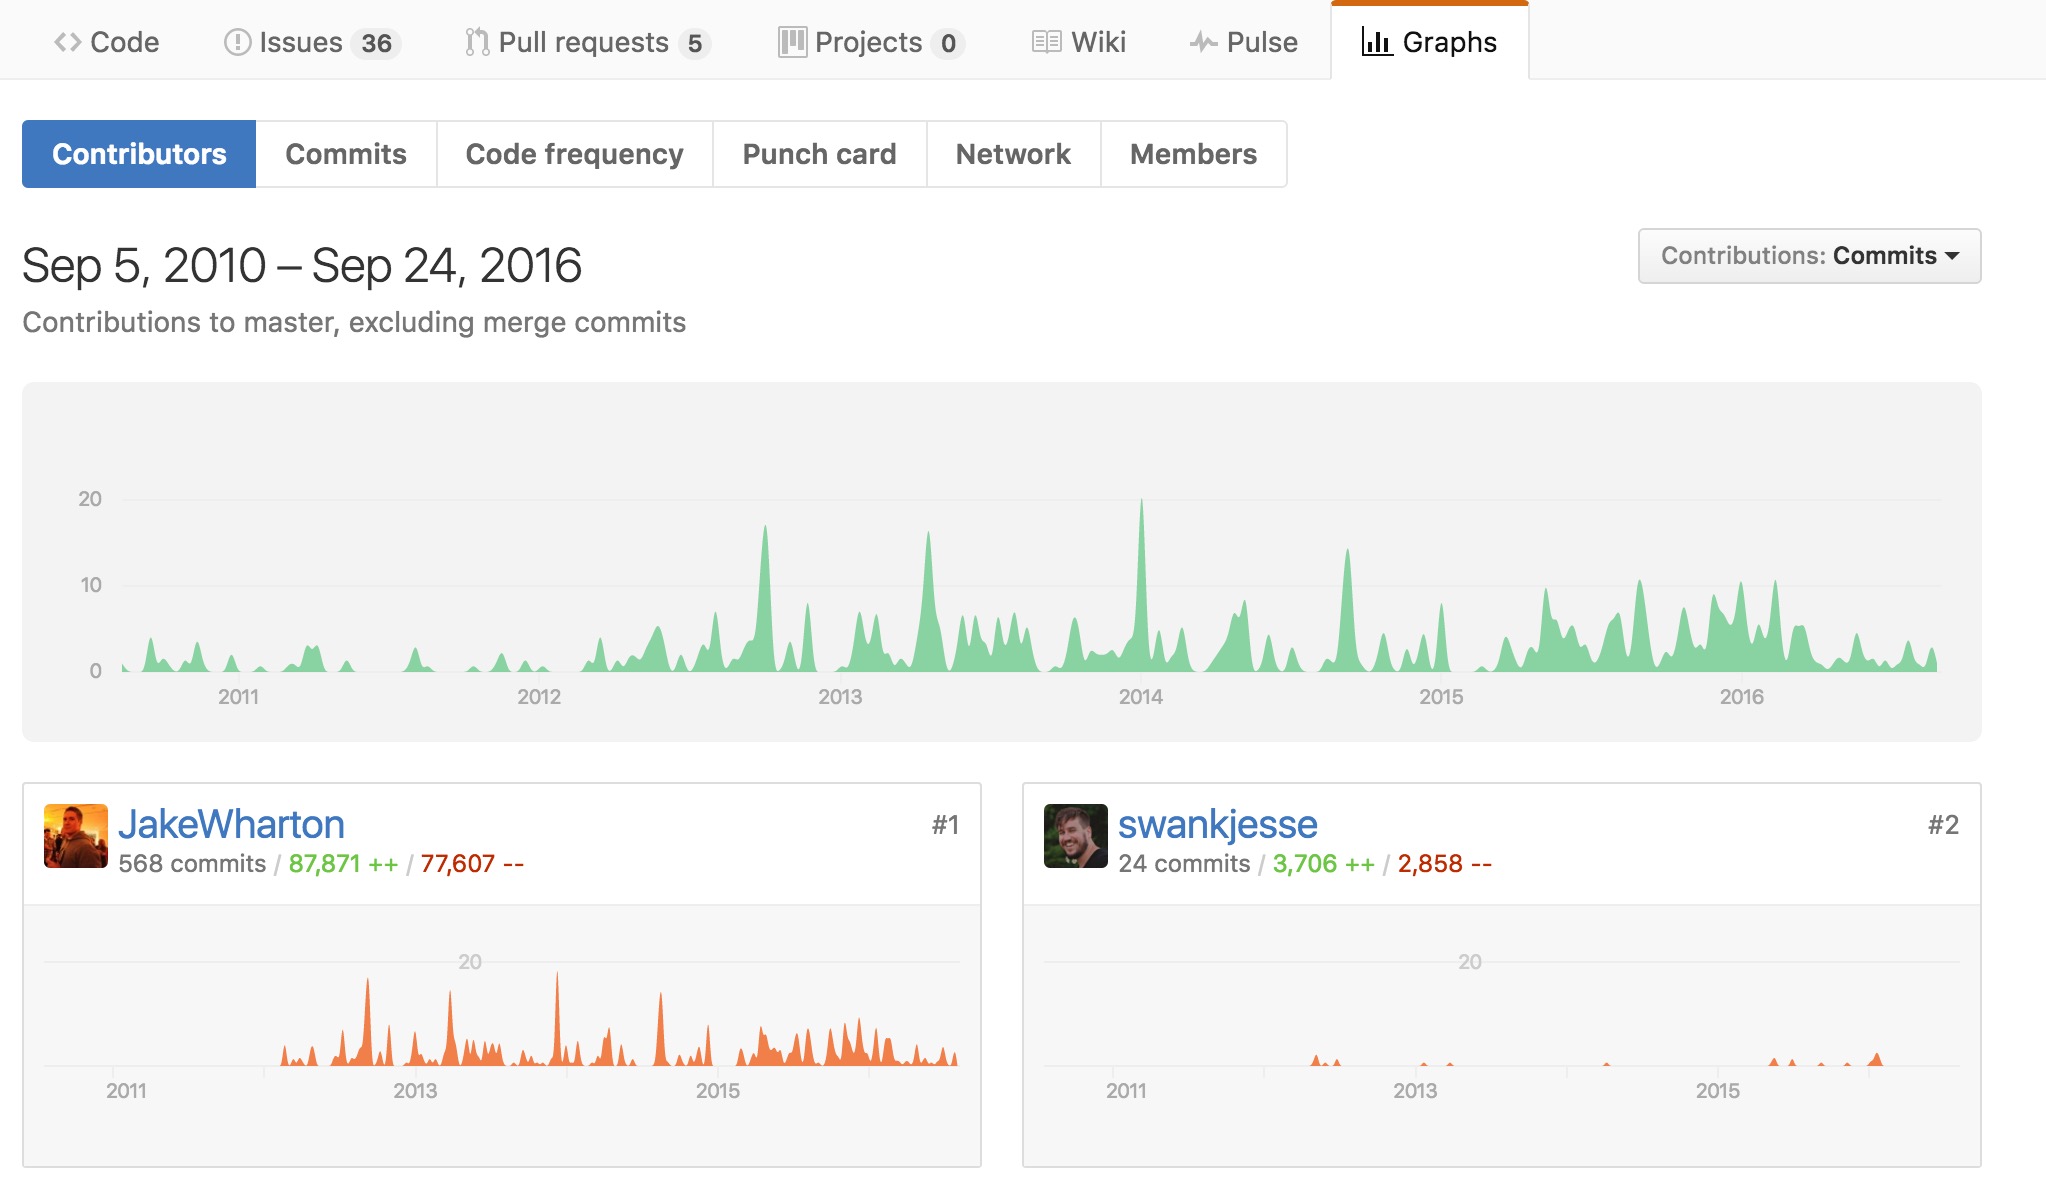 Code Issues 36 Pull requests 5 Projects 0 Wiki Pulse Graphs
Contributors Commits Code frequency Punch card Network Members
Sep 5, 2010 – Sep 24, 2016
Contributions: Commits
Contributions to master, excluding merge commits
20
10
0
2011 2012 2013 2014 2015 2016
JakeWharton #1
568 commits / 87,871 ++ / 77,607 --
20
2011 2013 2015
swankjesse #2
24 commits / 3,706 ++ / 2,858 --
20
2011 2013 2015